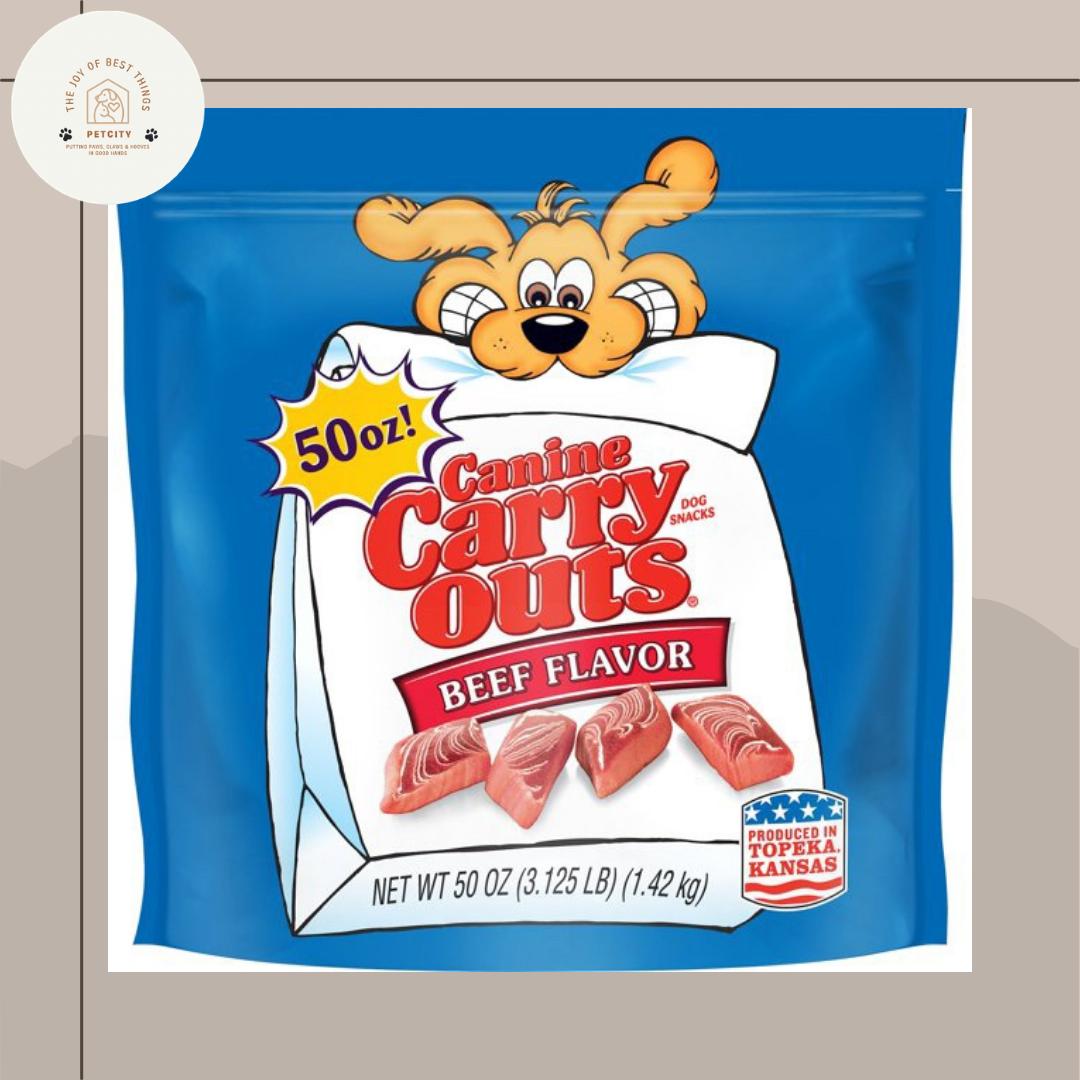 THE JOY OF BEST THINGS
PETCITY
PUTTING PAWS, CLAWS & HOOVES
IN GOOD HANDS
50oz!
Canine
Carry
outs®
DOG
SNACKS
BEEF FLAVOR
PRODUCED IN
TOPEKA,
KANSAS
NET WT 50 OZ (3.125 LB) (1.42 kg)